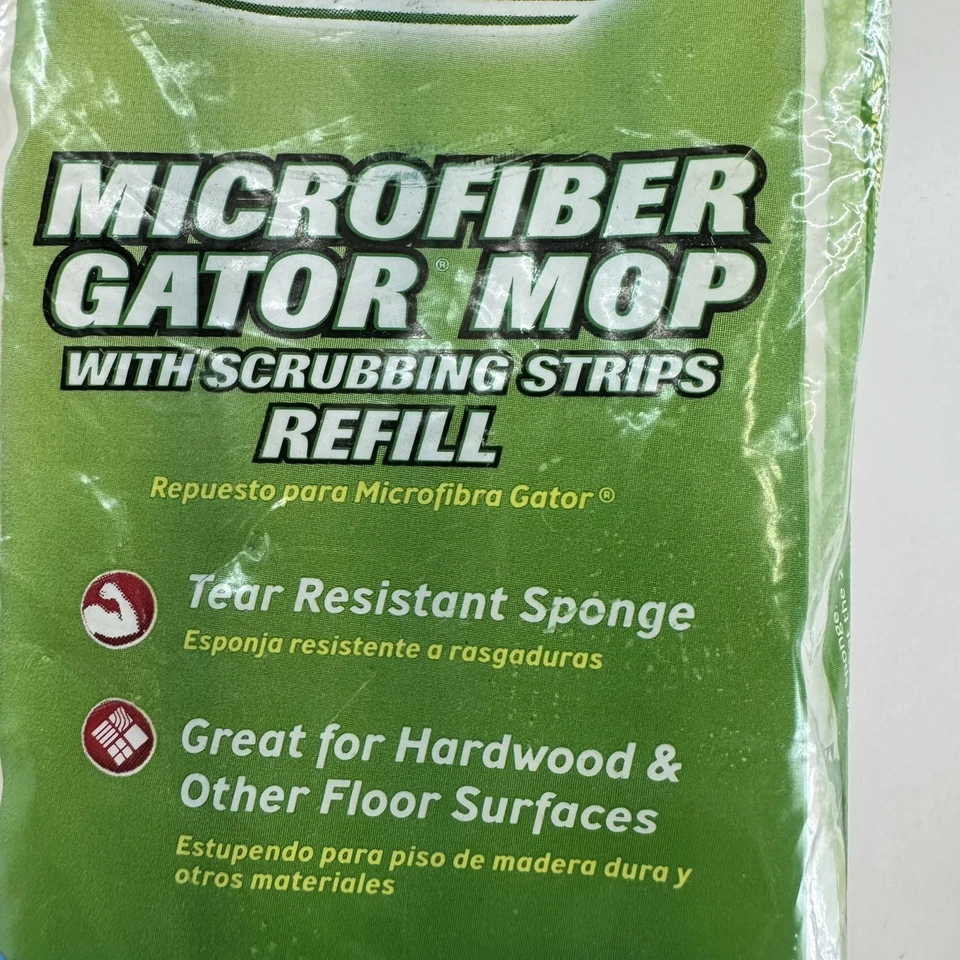 MICROFIBER
GATOR® MOP
WITH SCRUBBING STRIPS
REFILL
Repuesto para Microfibra Gator®
Tear Resistant Sponge
Esponja resistente a rasgaduras
Great for Hardwood &
Other Floor Surfaces
Estupendo para piso de madera dura y
otros materiales